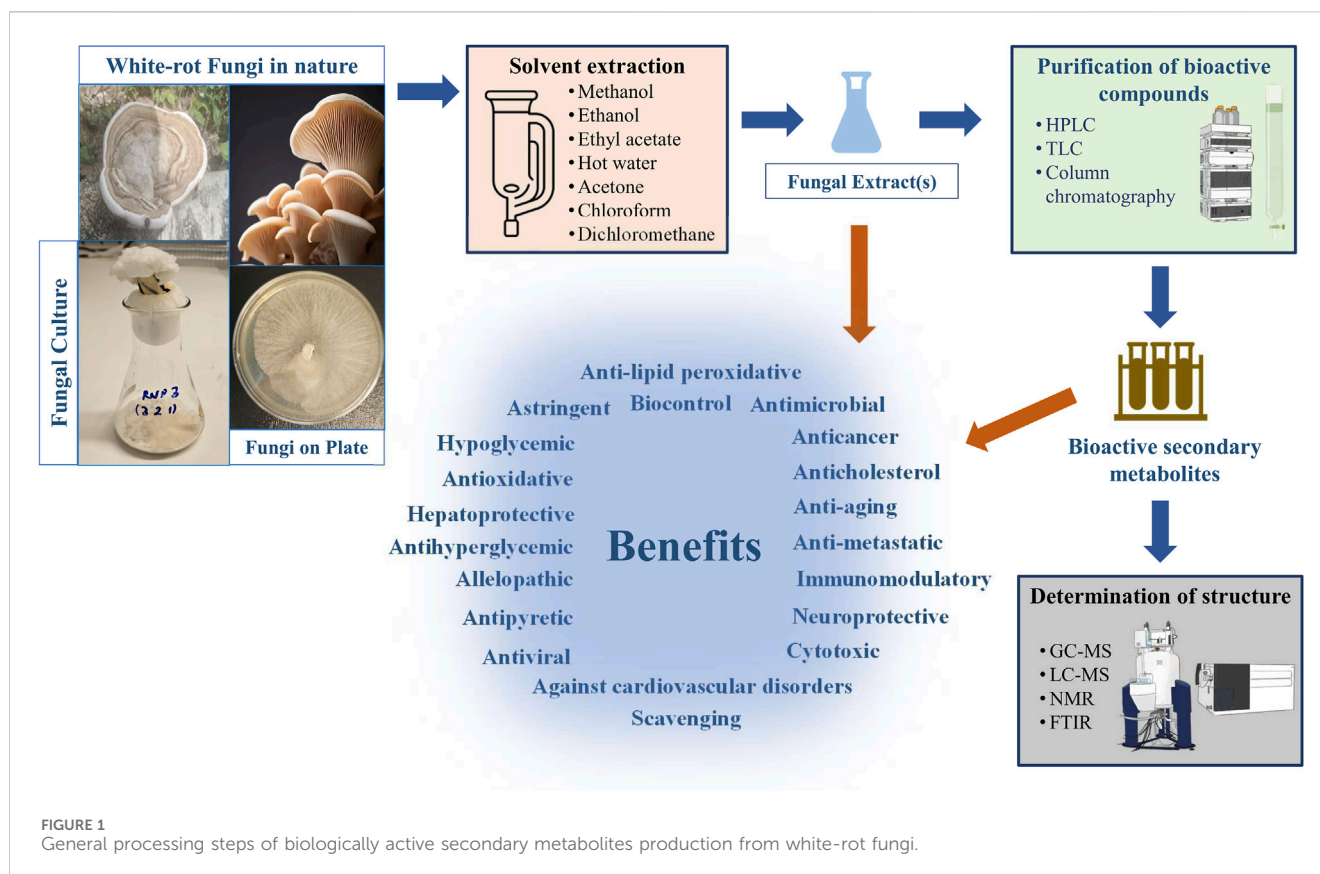 White-rot Fungi in nature
Fungal Culture
RNP 3
(3 2 1)
Fungi on Plate
Solvent extraction
• Methanol
• Ethanol
• Ethyl acetate
• Hot water
• Acetone
• Chloroform
• Dichloromethane
Fungal Extract(s)
Purification of bioactive
compounds
• HPLC
• TLC
• Column
chromatography
Bioactive secondary
metabolites
Determination of structure
• GC-MS
• LC-MS
• NMR
• FTIR
Benefits
Anti-lipid peroxidative
Astringent
Biocontrol
Antimicrobial
Hypoglycemic
Anticancer
Antioxidative
Anticholesterol
Hepatoprotective
Anti-aging
Antihyperglycemic
Anti-metastatic
Allelopathic
Immunomodulatory
Antipyretic
Neuroprotective
Antiviral
Cytotoxic
Against cardiovascular disorders
Scavenging
FIGURE 1
General processing steps of biologically active secondary metabolites production from white-rot fungi.